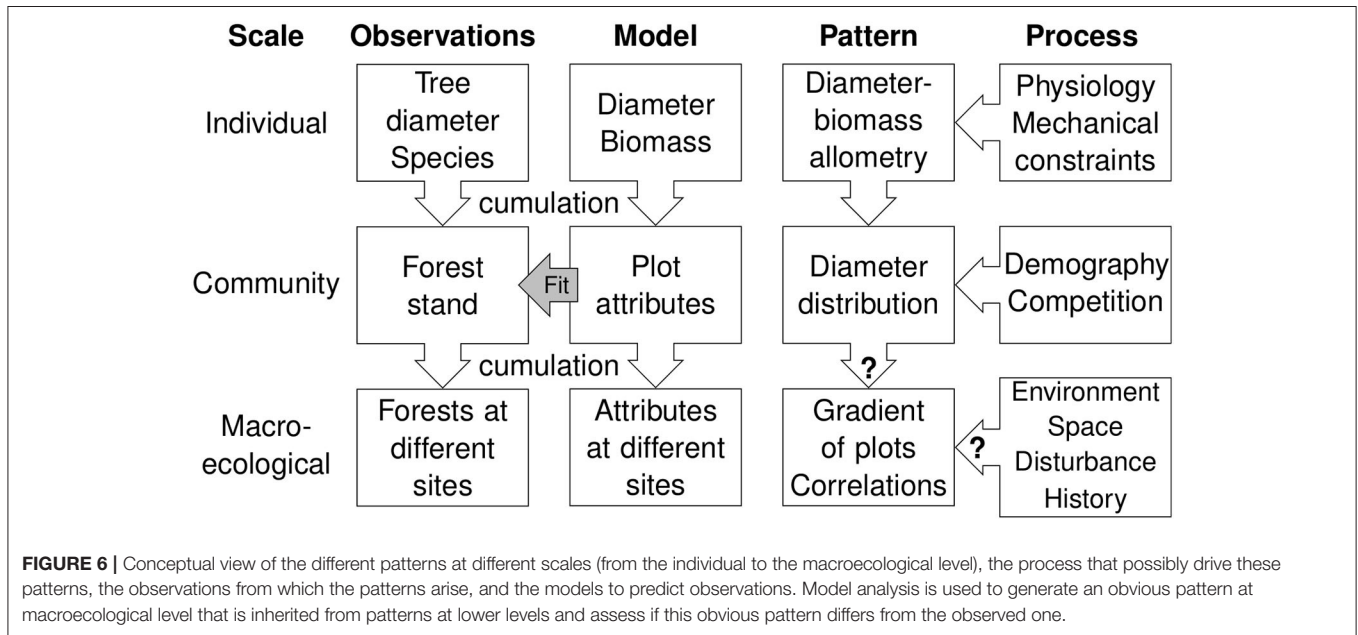 Scale Observations Model Pattern Process
Individual
Tree
diameter
Species
Diameter
Biomass
Diameter-
biomass
allometry
Physiology
Mechanical
constraints
cumulation
Community
Forest
stand
Fit
Plot
attributes
Diameter
distribution
Demography
Competition
cumulation
?
Macro-
ecological
Forests at
different
sites
Attributes
at different
sites
Gradient
of plots
Correlations
?
Environment
Space
Disturbance
History
FIGURE 6 | Conceptual view of the different patterns at different scales (from the individual to the macroecological level), the process that possibly drive these
patterns, the observations from which the patterns arise, and the models to predict observations. Model analysis is used to generate an obvious pattern at
macroecological level that is inherited from patterns at lower levels and assess if this obvious pattern differs from the observed one.